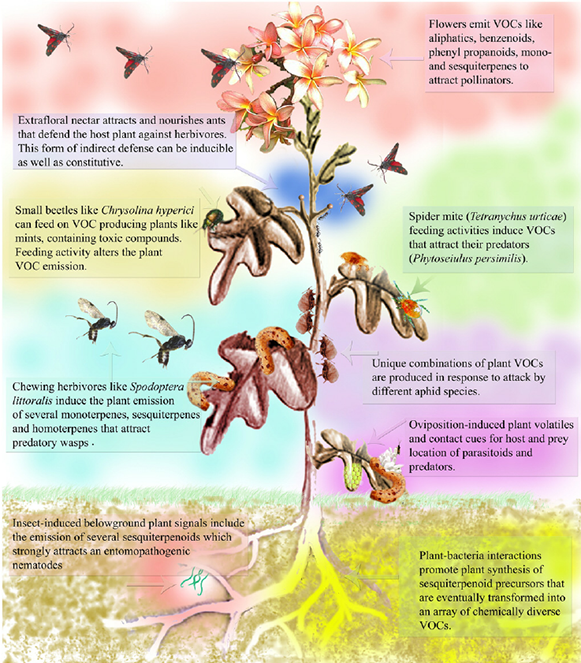 Flowers emit VOCs like
aliphatics, benzenoids,
phenyl propanoids, mono-
and sesquiterpenes to
attract pollinators.
Extrafloral nectar attracts and nourishes ants
that defend the host plant against herbivores.
This form of indirect defense can be inducible
as well as constitutive.
Small beetles like Chrysolina hyperici
can feed on VOC producing plants like
mints, containing toxic compounds.
Feeding activity alters the plant
VOC emission.
Spider mite (Tetranychus urticae)
feeding activities induce VOCs
that attract their predators
(Phytoseiulus persimilis).
Unique combinations of plant VOCs
are produced in response to attack by
different aphid species.
Chewing herbivores like Spodoptera
littoralis induce the plant emission
of several monoterpenes, sesquiterpenes
and homoterpenes that attract
predatory wasps .
Oviposition-induced plant volatiles
and contact cues for host and prey
location of parasitoids and
predators.
Insect-induced belowground plant signals include
the emission of several sesquiterpenoids which
strongly attracts an entomopathogenic
nematodes
Plant-bacteria interactions
promote plant synthesis of
sesquiterpenoid precursors that
are eventually transformed into
an array of chemically diverse
VOCs.